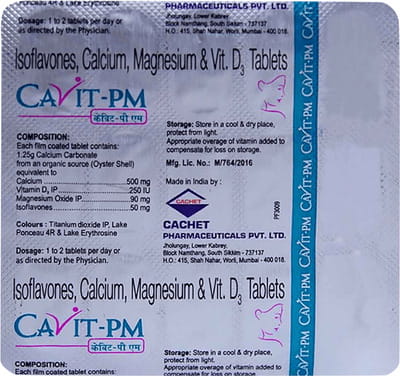 Ponceau 4R & Lake Erythrosine
Dosage: 1 to 2 tablets per day or
as directed by the Physician.
PHARMACEUTICALS PVT. LTD.
Jholungay, Lower Kabrey,
Block Namthang, South Sikkim - 737137
H.O.: 415, Shah Nahar, Worli, Mumbai - 400 018.
Isoflavones, Calcium, Magnesium & Vit. D3 Tablets
CAVIT-PM
केविट-पी एम
COMPOSITION:
Each film coated tablet contains:
1.25g Calcium Carbonate
from an organic source (Oyster Shell)
equivalent to
Calcium 500 mg
Vitamin D3 IP 250 IU
Magnesium Oxide IP 90 mg
Isoflavones 50 mg
Colours : Titanium dioxide IP, Lake
Ponceau 4R & Lake Erythrosine
Dosage: 1 to 2 tablets per day or
as directed by the Physician.
Storage: Store in a cool & dry place,
protect from light.
Appropriate overage of vitamin added to
compensate for loss on storage.
Mfg. Lic. No.: M/764/2016
Made in India by :
CACHET
CACHET
PHARMACEUTICALS PVT. LTD.
Jholungay, Lower Kabrey,
Block Namthang, South Sikkim - 737137
H.O.: 415, Shah Nahar, Worli, Mumbai - 400 018.
PF3009
Isoflavones, Calcium, Magnesium & Vit. D3 Tablets
CAVIT-PM
केविट-पी एम
COMPOSITION:
Each film coated tablet contains:
Storage: Store in a cool & dry place,
protect from light.
Appropriate overage of vitamin added to
compensate for loss on storage.
CAVIT-PM CAVIT-PM CAVIT-PM CAVIT-PM CAVIT-PM